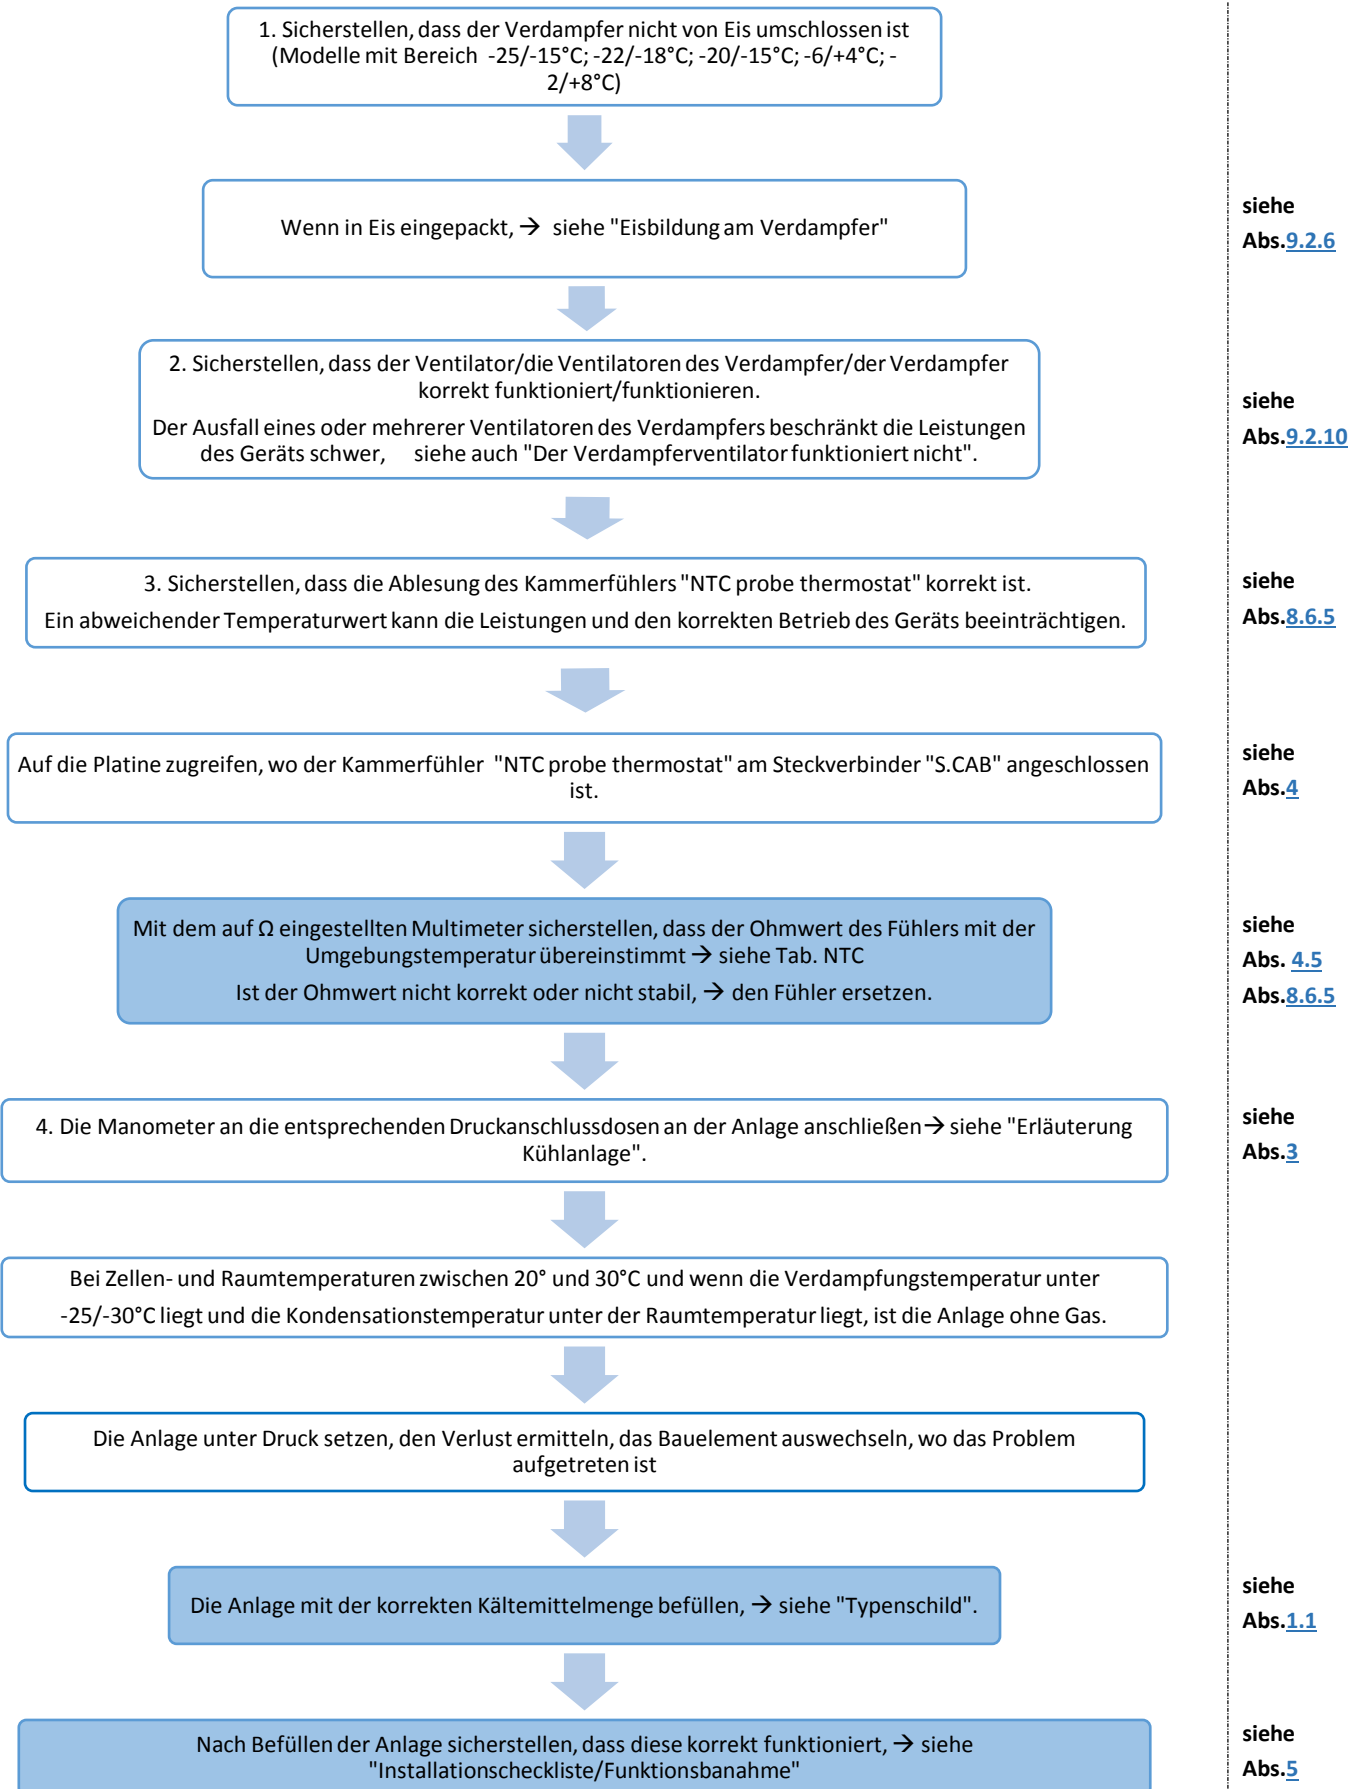 1. Sicherstellen, dass der Verdampfer nicht von Eis umschlossen ist
(Modelle mit Bereich -25/-15°C; -22/-18°C; -20/-15°C; -6/+4°C; -
2/+8°C)
Wenn in Eis eingepackt, → siehe "Eisbildung am Verdampfer"
siehe
Abs.9.2.6
2. Sicherstellen, dass der Ventilator/die Ventilatoren des Verdampfer/der Verdampfer
korrekt funktioniert/funktionieren.
Der Ausfall eines oder mehrerer Ventilatoren des Verdampfers beschränkt die Leistungen
des Geräts schwer, siehe auch "Der Verdampferventilator funktioniert nicht".
siehe
Abs.9.2.10
3. Sicherstellen, dass die Ablesung des Kammerfühlers "NTC probe thermostat" korrekt ist.
Ein abweichender Temperaturwert kann die Leistungen und den korrekten Betrieb des Geräts beeinträchtigen.
siehe
Abs.8.6.5
Auf die Platine zugreifen, wo der Kammerfühler "NTC probe thermostat" am Steckverbinder "S.CAB" angeschlossen
ist.
siehe
Abs.4
Mit dem auf Ω eingestellten Multimeter sicherstellen, dass der Ohmwert des Fühlers mit der
Umgebungstemperatur übereinstimmt → siehe Tab. NTC
Ist der Ohmwert nicht korrekt oder nicht stabil, → den Fühler ersetzen.
siehe
Abs. 4.5
Abs.8.6.5
4. Die Manometer an die entsprechenden Druckanschlussdosen an der Anlage anschließen → siehe "Erläuterung
Kühlanlage".
siehe
Abs.3
Bei Zellen- und Raumtemperaturen zwischen 20° und 30°C und wenn die Verdampfungstemperatur unter
-25/-30°C liegt und die Kondensationstemperatur unter der Raumtemperatur liegt, ist die Anlage ohne Gas.
Die Anlage unter Druck setzen, den Verlust ermitteln, das Bauelement auswechseln, wo das Problem
aufgetreten ist
Die Anlage mit der korrekten Kältemittelmenge befüllen, → siehe "Typenschild".
siehe
Abs.1.1
Nach Befüllen der Anlage sicherstellen, dass diese korrekt funktioniert, → siehe
"Installationscheckliste/Funktionsbanahme"
siehe
Abs.5